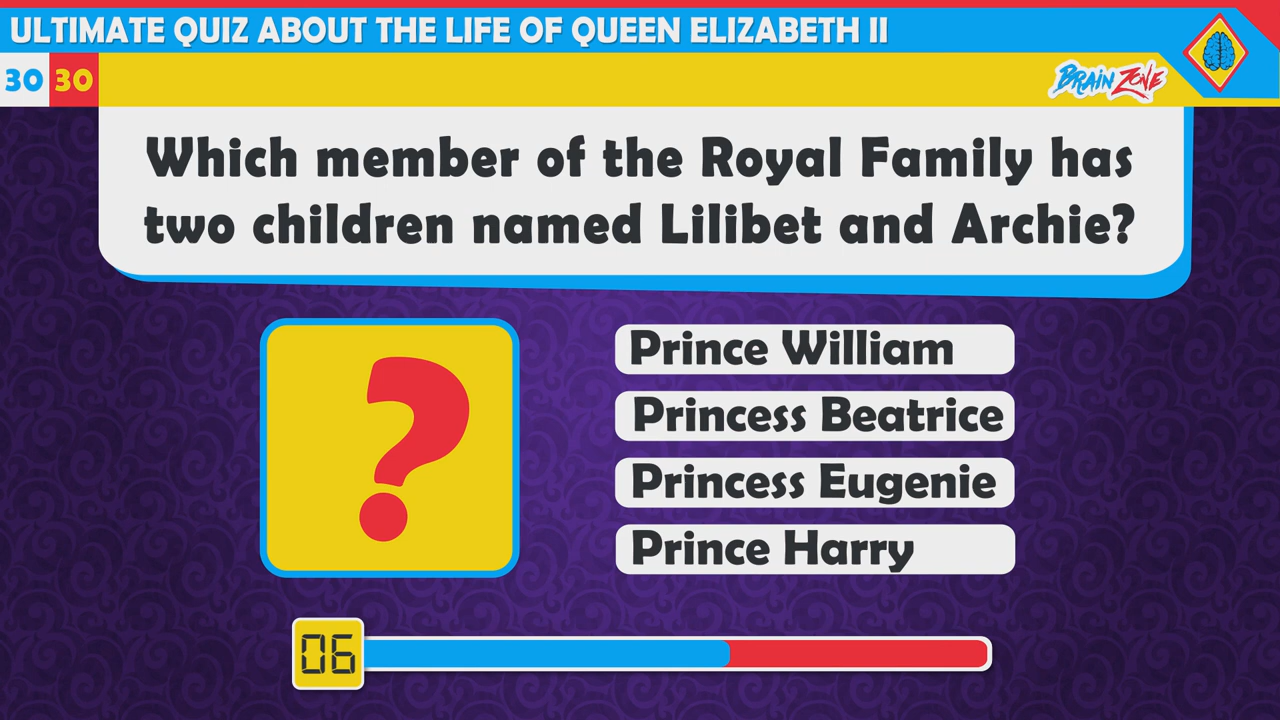 ULTIMATE QUIZ ABOUT THE LIFE OF QUEEN ELIZABETH II
30 30
BRAIN ZONE
Which member of the Royal Family has
two children named Lilibet and Archie?
?
Prince William
Princess Beatrice
Princess Eugenie
Prince Harry
06